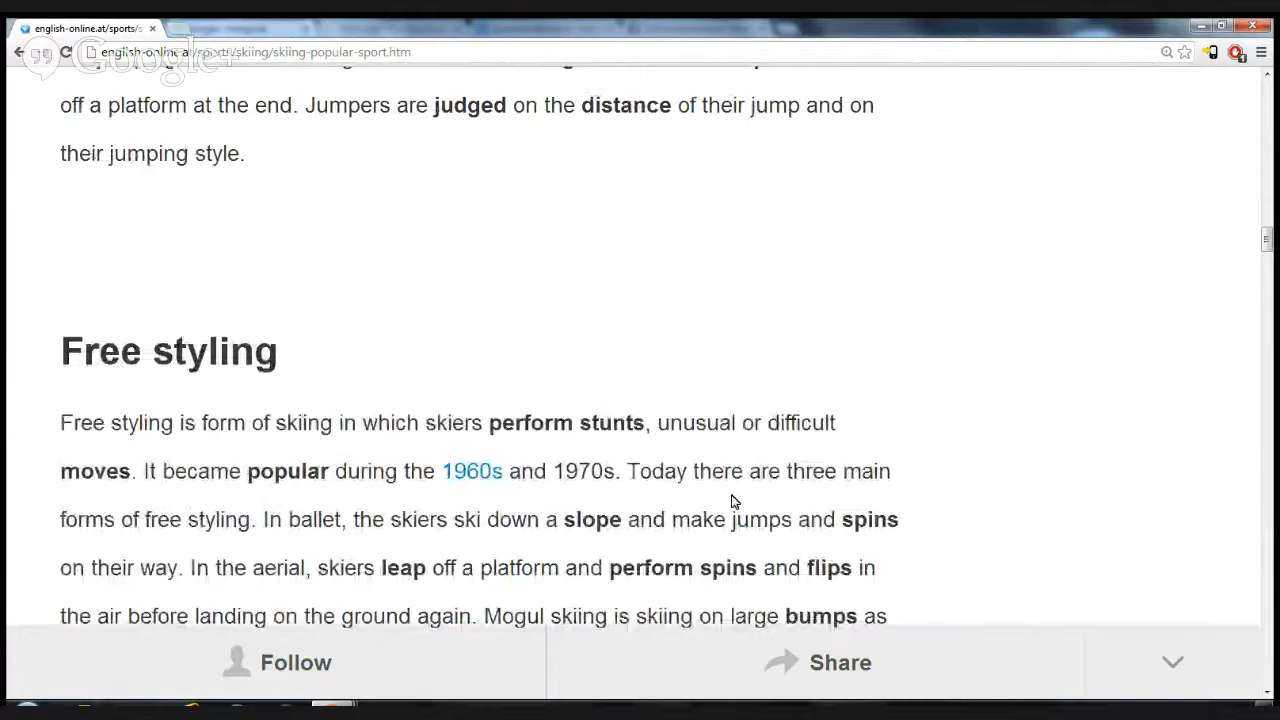 english-online.at/sports/s
english-online.at/sports/skiing/skiing-popular-sport.htm
Google+
off a platform at the end. Jumpers are judged on the distance of their jump and on
their jumping style.
Free styling
Free styling is form of skiing in which skiers perform stunts, unusual or difficult
moves. It became popular during the 1960s and 1970s. Today there are three main
forms of free styling. In ballet, the skiers ski down a slope and make jumps and spins
on their way. In the aerial, skiers leap off a platform and perform spins and flips in
the air before landing on the ground again. Mogul skiing is skiing on large bumps as
Follow
Share